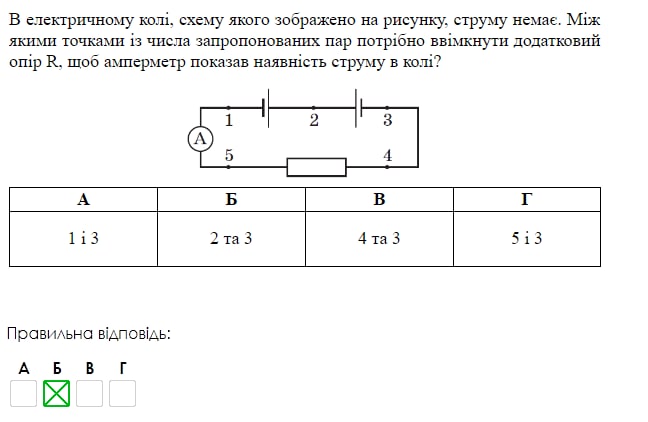 В електричному колі, схему якого зображено на рисунку, струму немає. Між
якими точками із числа запропонованих пар потрібно ввімкнути додатковий
опір R, щоб амперметр показав наявність струму в колі?
1 2 3
А
5 4
А Б В Г
1 і 3 2 та 3 4 та 3 5 і 3
Правильна відповідь:
А Б В Г